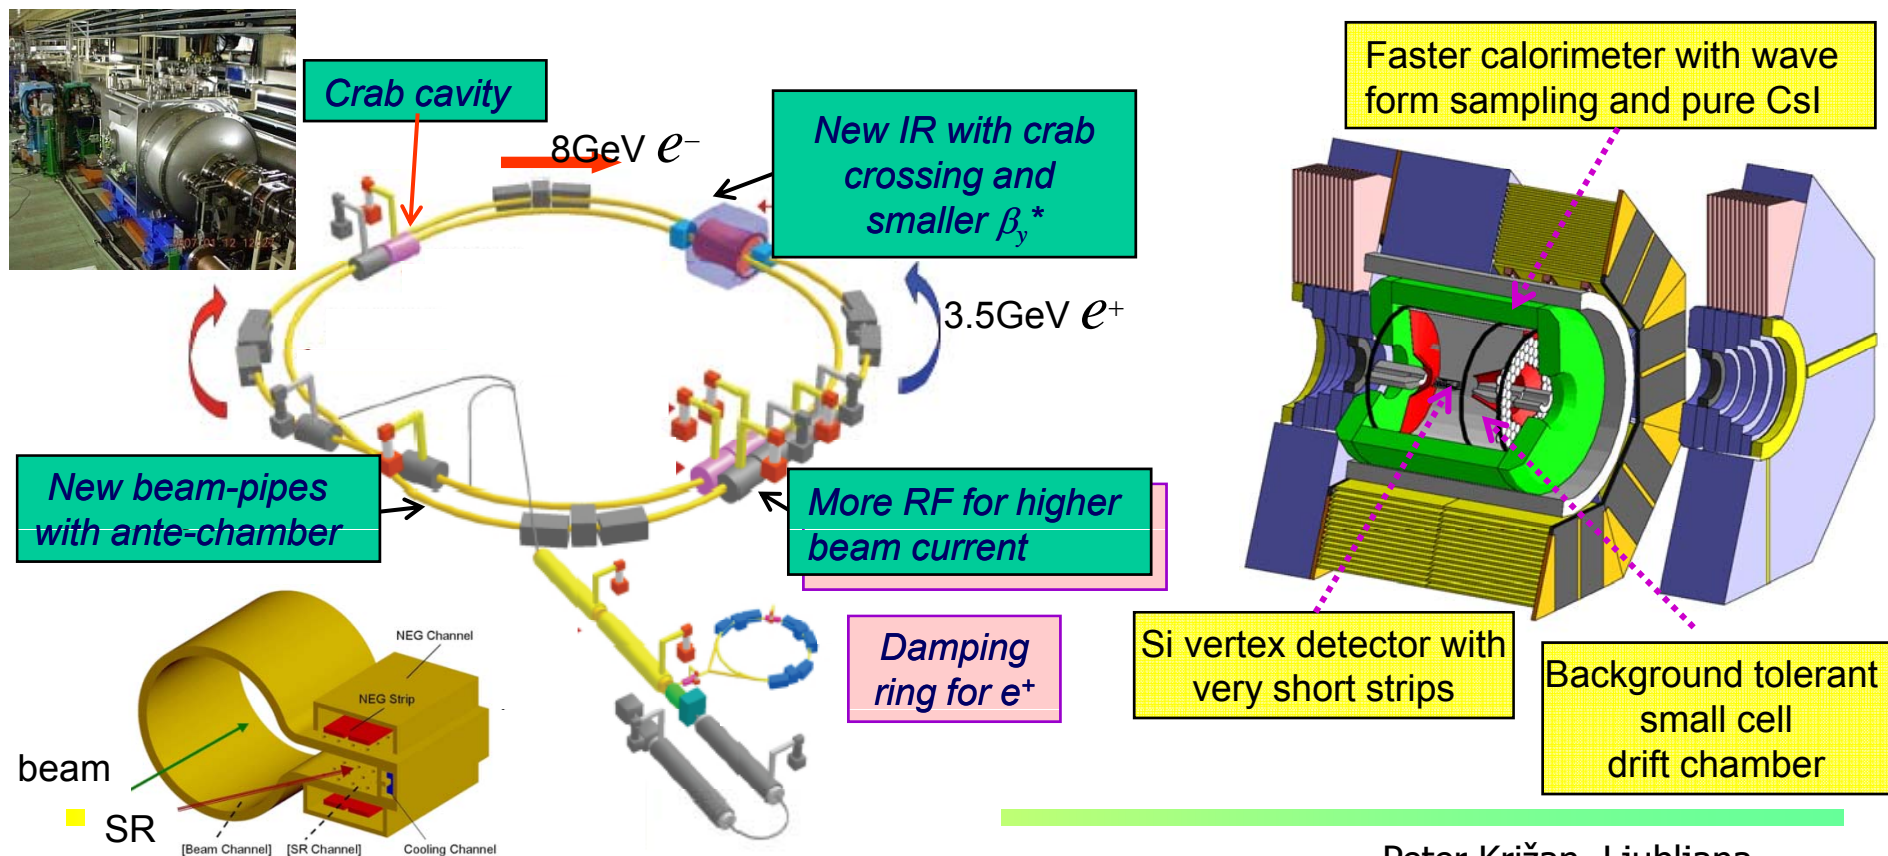 Crab cavity
8GeV e−
New IR with crab
crossing and
smaller βy*
3.5GeV e+
New beam-pipes
with ante-chamber
More RF for higher
beam current
Damping
ring for e+
NEG Channel
NEG Strip
beam
SR
[Beam Channel] [SR Channel] Cooling Channel
Faster calorimeter with wave
form sampling and pure CsI
Si vertex detector with
very short strips
Background tolerant
small cell
drift chamber
Peter Križan, Ljubljana